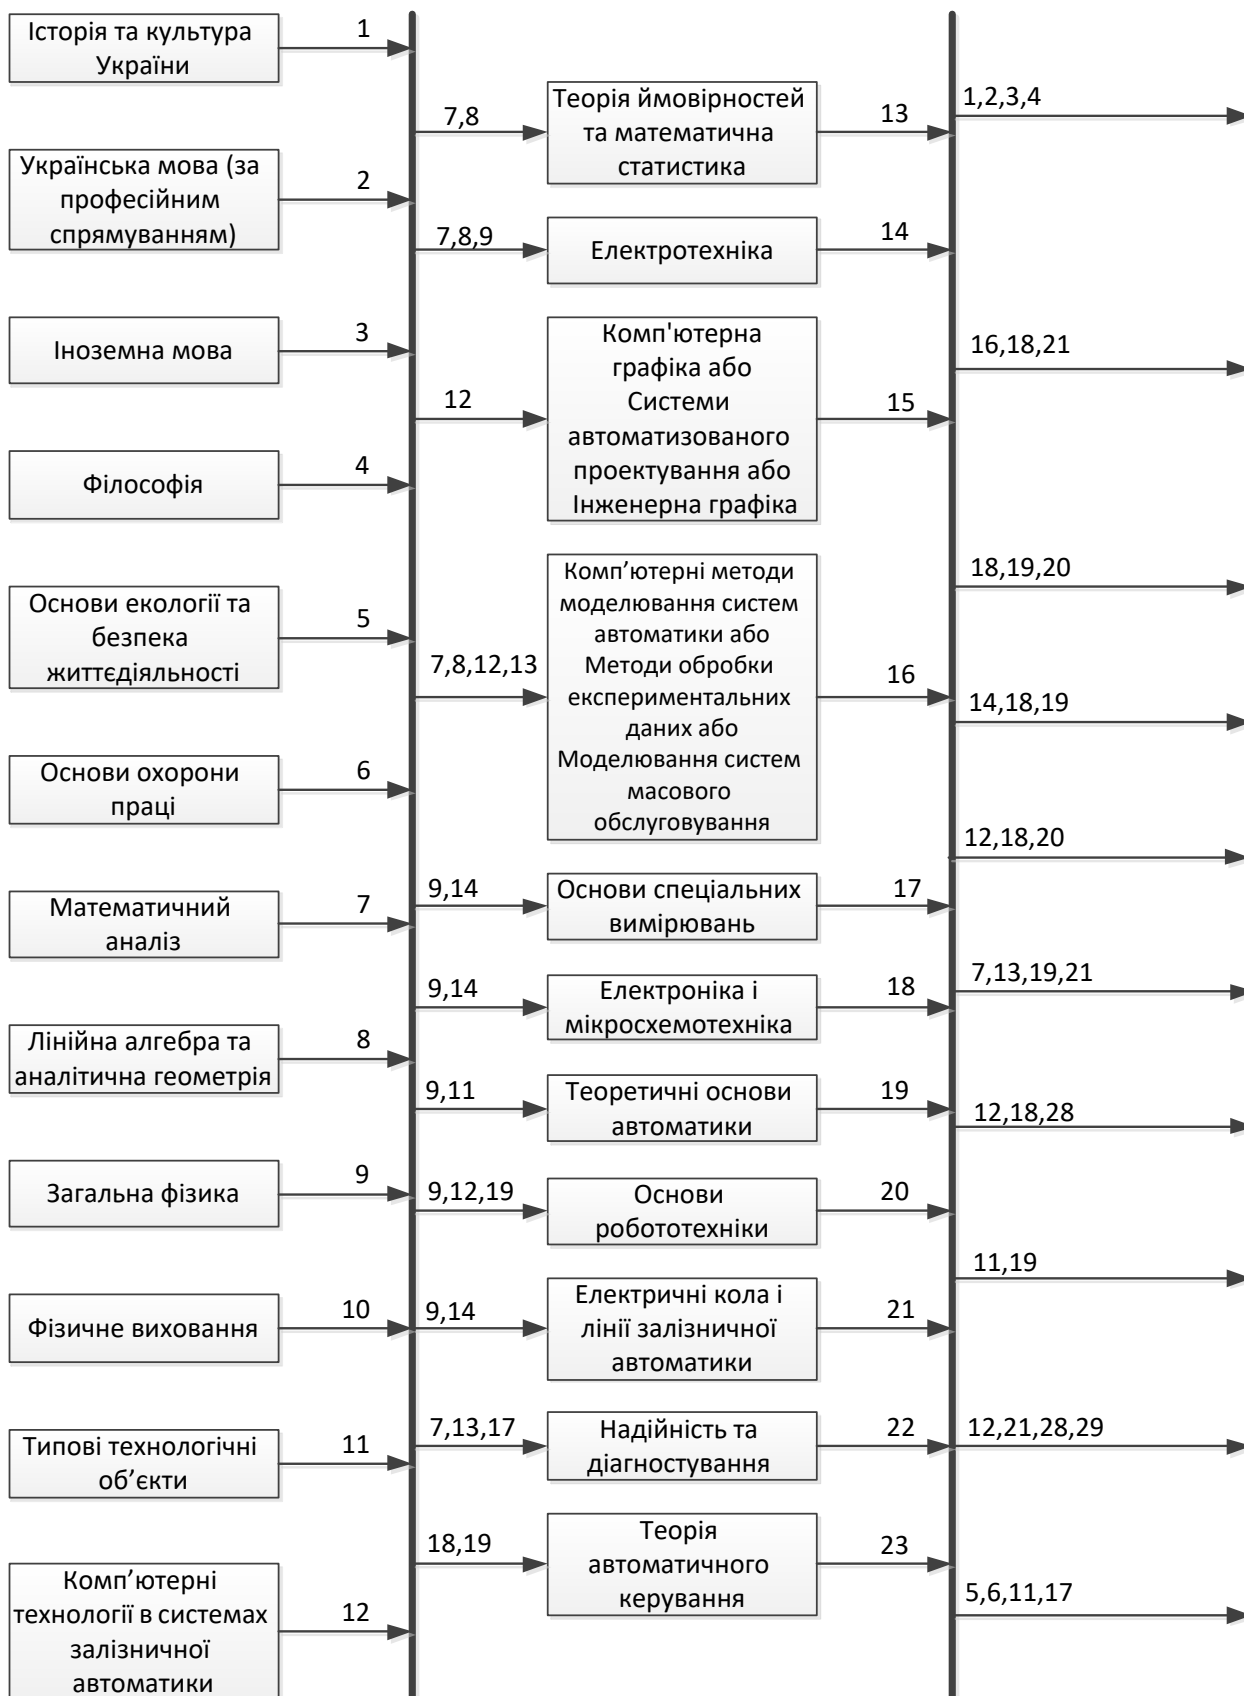 Історія та культура
України
1
Українська мова (за
професійним
спрямуванням)
2
Іноземна мова
3
Філософія
4
Основи екології та
безпека
життєдіяльності
5
Основи охорони
праці
6
Математичний
аналіз
7
Лінійна алгебра та
аналітична геометрія
8
Загальна фізика
9
Фізичне виховання
10
Типові технологічні
об’єкти
11
Комп’ютерні
технології в системах
залізничної
автоматики
12
7,8
Теорія ймовірностей
та математична
статистика
13
7,8,9
Електротехніка
14
12
Комп'ютерна
графіка або
Системи
автоматизованого
проектування або
Інженерна графіка
15
7,8,12,13
Комп’ютерні методи
моделювання систем
автоматики або
Методи обробки
експериментальних
даних або
Моделювання систем
масового
обслуговування
16
9,14
Основи спеціальних
вимірювань
17
9,14
Електроніка і
мікросхемотехніка
18
9,11
Теоретичні основи
автоматики
19
9,12,19
Основи
робототехніки
20
9,14
Електричні кола і
лінії залізничної
автоматики
21
7,13,17
Надійність та
діагностування
22
18,19
Теорія
автоматичного
керування
23
1,2,3,4
16,18,21
18,19,20
14,18,19
12,18,20
7,13,19,21
12,18,28
11,19
12,21,28,29
5,6,11,17